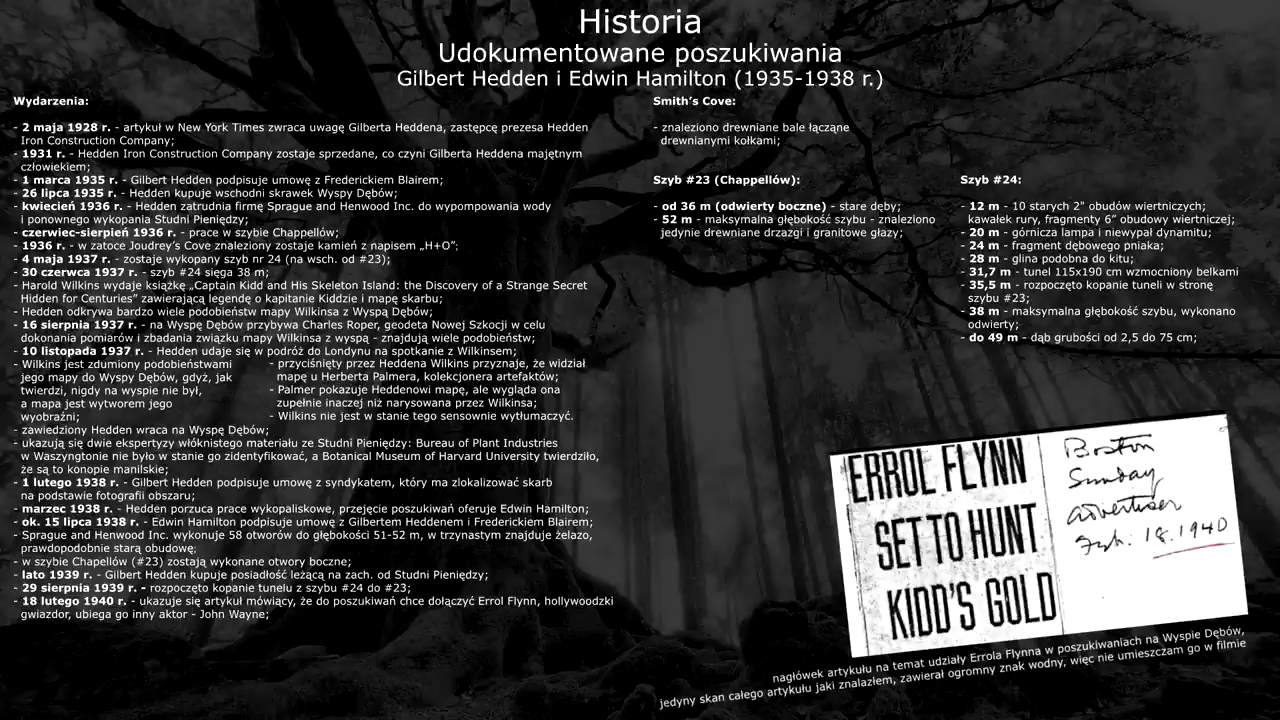 Historia
Udokumentowane poszukiwania
Gilbert Hedden i Edwin Hamilton (1935-1938 r.)
Wydarzenia:
- 2 maja 1928 r. - artykuł w New York Times zwraca uwagę Gilberta Heddena, zastępcę prezesa Hedden
Iron Construction Company;
- 1931 r. - Hedden Iron Construction Company zostaje sprzedane, co czyni Gilberta Heddena majętnym
człowiekiem;
- 1 marca 1935 r. - Gilbert Hedden podpisuje umowę z Frederickiem Blairem;
- 26 lipca 1935 r. - Hedden kupuje wschodni skrawek Wyspy Dębów;
- kwiecień 1936 r. - Hedden zatrudnia firmę Sprague and Henwood Inc. do wypompowania wody
i ponownego wykopania Studni Pieniędzy;
- czerwiec-sierpień 1936 r. - prace w szybie Chappellów;
- 1936 r. - w zatoce Joudrey's Cove znaleziony zostaje kamień z napisem „H+O”;
- 4 maja 1937 r. - zostaje wykopany szyb nr 24 (na wsch. od #23);
- 30 czerwca 1937 r. - szyb #24 sięga 38 m;
- Harold Wilkins wydaje książkę „Captain Kidd and His Skeleton Island: the Discovery of a Strange Secret
Hidden for Centuries” zawierającą legendę o kapitanie Kiddzie i mapę skarbu;
- Hedden odkrywa bardzo wiele podobieństw mapy Wilkinsa z Wyspą Dębów;
- 16 sierpnia 1937 r. - na Wyspę Dębów przybywa Charles Roper, geodeta Nowej Szkocji w celu
dokonania pomiarów i zbadania związku mapy Wilkinsa z wyspą - znajdują wiele podobieństw;
- 10 listopada 1937 r. - Hedden udaje się w podróż do Londynu na spotkanie z Wilkinsem;
- Wilkins jest zdumiony podobieństwami
jego mapy do Wyspy Dębów, gdyż, jak
twierdzi, nigdy na wyspie nie był,
a mapa jest wytworem jego
wyobraźni;
- przyciśnięty przez Heddena Wilkins przyznaje, że widział
mapę u Herberta Palmera, kolekcjonera artefaktów;
- Palmer pokazuje Heddenowi mapę, ale wygląda ona
zupełnie inaczej niż narysowana przez Wilkinsa;
- Wilkins nie jest w stanie tego sensownie wytłumaczyć.
- zawiedziony Hedden wraca na Wyspę Dębów;
- ukazują się dwie ekspertyzy włóknistego materiału ze Studni Pieniędzy: Bureau of Plant Industries
w Waszyngtonie nie było w stanie go zidentyfikować, a Botanical Museum of Harvard University twierdziło,
że są to konopie manilskie;
- 1 lutego 1938 r. - Gilbert Hedden podpisuje umowę z syndykatem, który ma zlokalizować skarb
na podstawie fotografii obszaru;
- marzec 1938 r. - Hedden porzuca prace wykopaliskowe, przejęcie poszukiwań oferuje Edwin Hamilton;
- ok. 15 lipca 1938 r. - Edwin Hamilton podpisuje umowę z Gilbertem Heddenem i Frederickiem Blairem;
- Sprague and Henwood Inc. wykonuje 58 otworów do głębokości 51-52 m, w trzynastym znajduje żelazo,
prawdopodobnie starą obudowę;
- w szybie Chapellów (#23) zostają wykonane otwory boczne;
- lato 1939 r. - Gilbert Hedden kupuje posiadłość leżącą na zach. od Studni Pieniędzy;
- 29 sierpnia 1939 r. - rozpoczęto kopanie tunelu z szybu #24 do #23;
- 18 lutego 1940 r. - ukazuje się artykuł mówiący, że do poszukiwań chce dołączyć Errol Flynn, hollywoodzki
gwiazdor, ubiega go inny aktor - John Wayne;
Smith's Cove:
- znaleziono drewniane bale łączące
drewnianymi kołkami;
Szyb #23 (Chappellów):
- od 36 m (odwierty boczne) - stare dęby;
- 52 m - maksymalna głębokość szybu - znaleziono
jedynie drewniane drzazgi i granitowe głazy;
Szyb #24:
- 12 m - 10 starych 2" obudów wiertniczych;
kawałek rury, fragmenty 6” obudowy wiertniczej;
- 20 m - górnicza lampa i niewypał dynamitu;
- 24 m - fragment dębowego pniaka;
- 28 m - glina podobna do kitu;
- 31,7 m - tunel 115x190 cm wzmocniony belkami
- 35,5 m - rozpoczęto kopanie tuneli w stronę
szybu #23;
- 38 m - maksymalna głębokość szybu, wykonano
odwierty;
- do 49 m - dąb grubości od 2,5 do 75 cm;
ERROL FLYNN
SET TO HUNT
KIDD'S GOLD
Boston
Sunday
Advertiser
Feb. 18.1940
nagłówek artykułu na temat udziały Errola Flynna w poszukiwaniach na Wyspie Dębów,
jedyny skan całego artykułu jaki znalazłem, zawierał ogromny znak wodny, więc nie umieszczam go w filmie